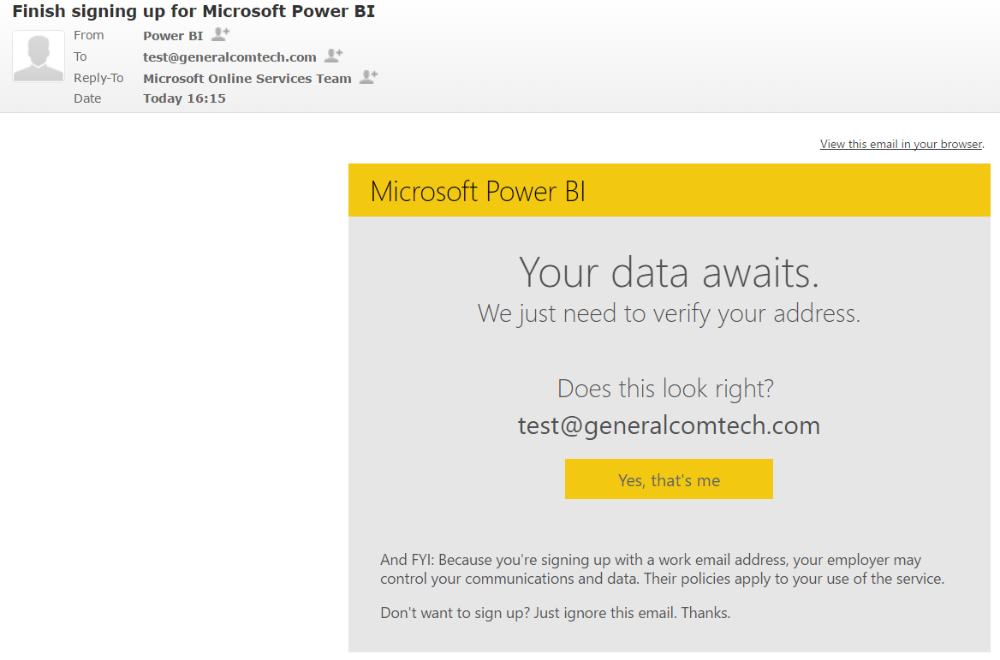 Finish signing up for Microsoft Power BI
From Power BI
To test@generalcomtech.com
Reply-To Microsoft Online Services Team
Date Today 16:15
View this email in your browser.
Microsoft Power BI
Your data awaits.
We just need to verify your address.
Does this look right?
test@generalcomtech.com
Yes, that's me
And FYI: Because you're signing up with a work email address, your employer may
control your communications and data. Their policies apply to your use of the service.
Don't want to sign up? Just ignore this email. Thanks.